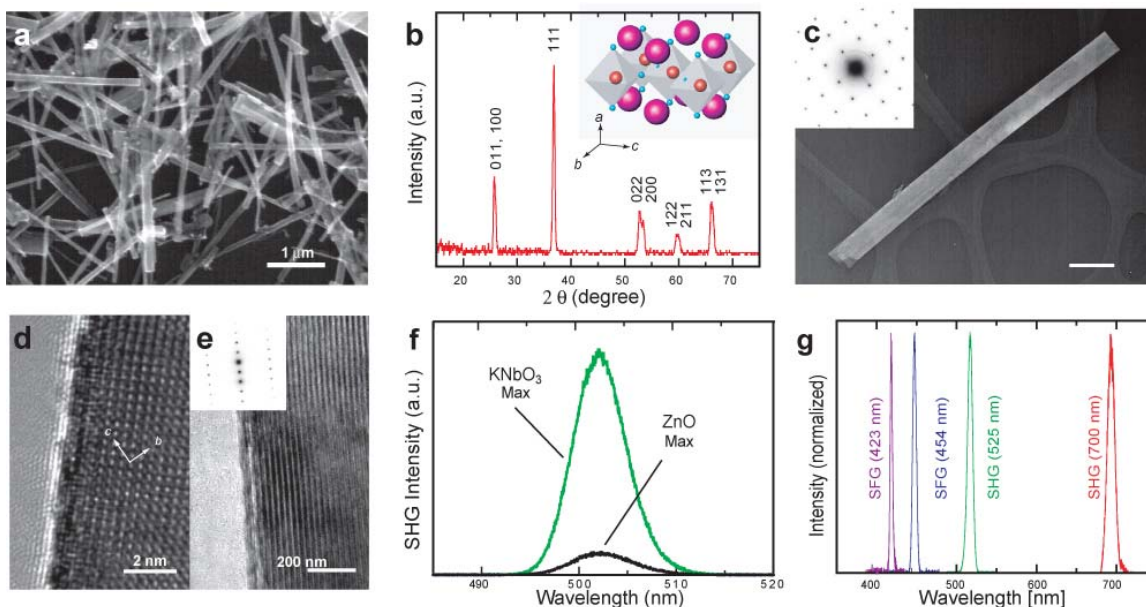 a
1 μm
b
Intensity (a.u.)
011, 100
111
022
200
122
211
113
131
a
b
c
15 20 30 40 50 60 70
2 θ (degree)
c
d
c
b
2 nm
e
200 nm
f
SHG Intensity (a.u.)
KNbO₃
Max
ZnO
Max
490 500 510 520
Wavelength (nm)
g
Intensity (normalized)
SFG (423 nm)
SFG (454 nm)
SHG (525 nm)
SHG (700 nm)
400 500 600 700
Wavelength [nm]